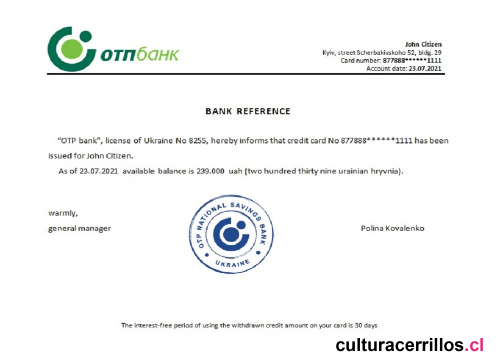 отпбанк
John Citizen
Kyiv, street Scherbakivskoho 52, bldg. 29
Card number: 877888******1111
Account date: 23.07.2021
BANK REFERENCE
"OTP bank", license of Ukraine No 8255, hereby informs that credit card No 877888******1111 has been
issued for John Citizen.
As of 23.07.2021 available balance is 239.000 uah (two hundred thirty nine urainian hryvnia).
warmly,
general manager
OTP NATIONAL SAVINGS BANK
UKRAINE
Polina Kovalenko
The interest-free period of using the withdrawn credit amount on your card is 30 days
culturacerrillos.cl